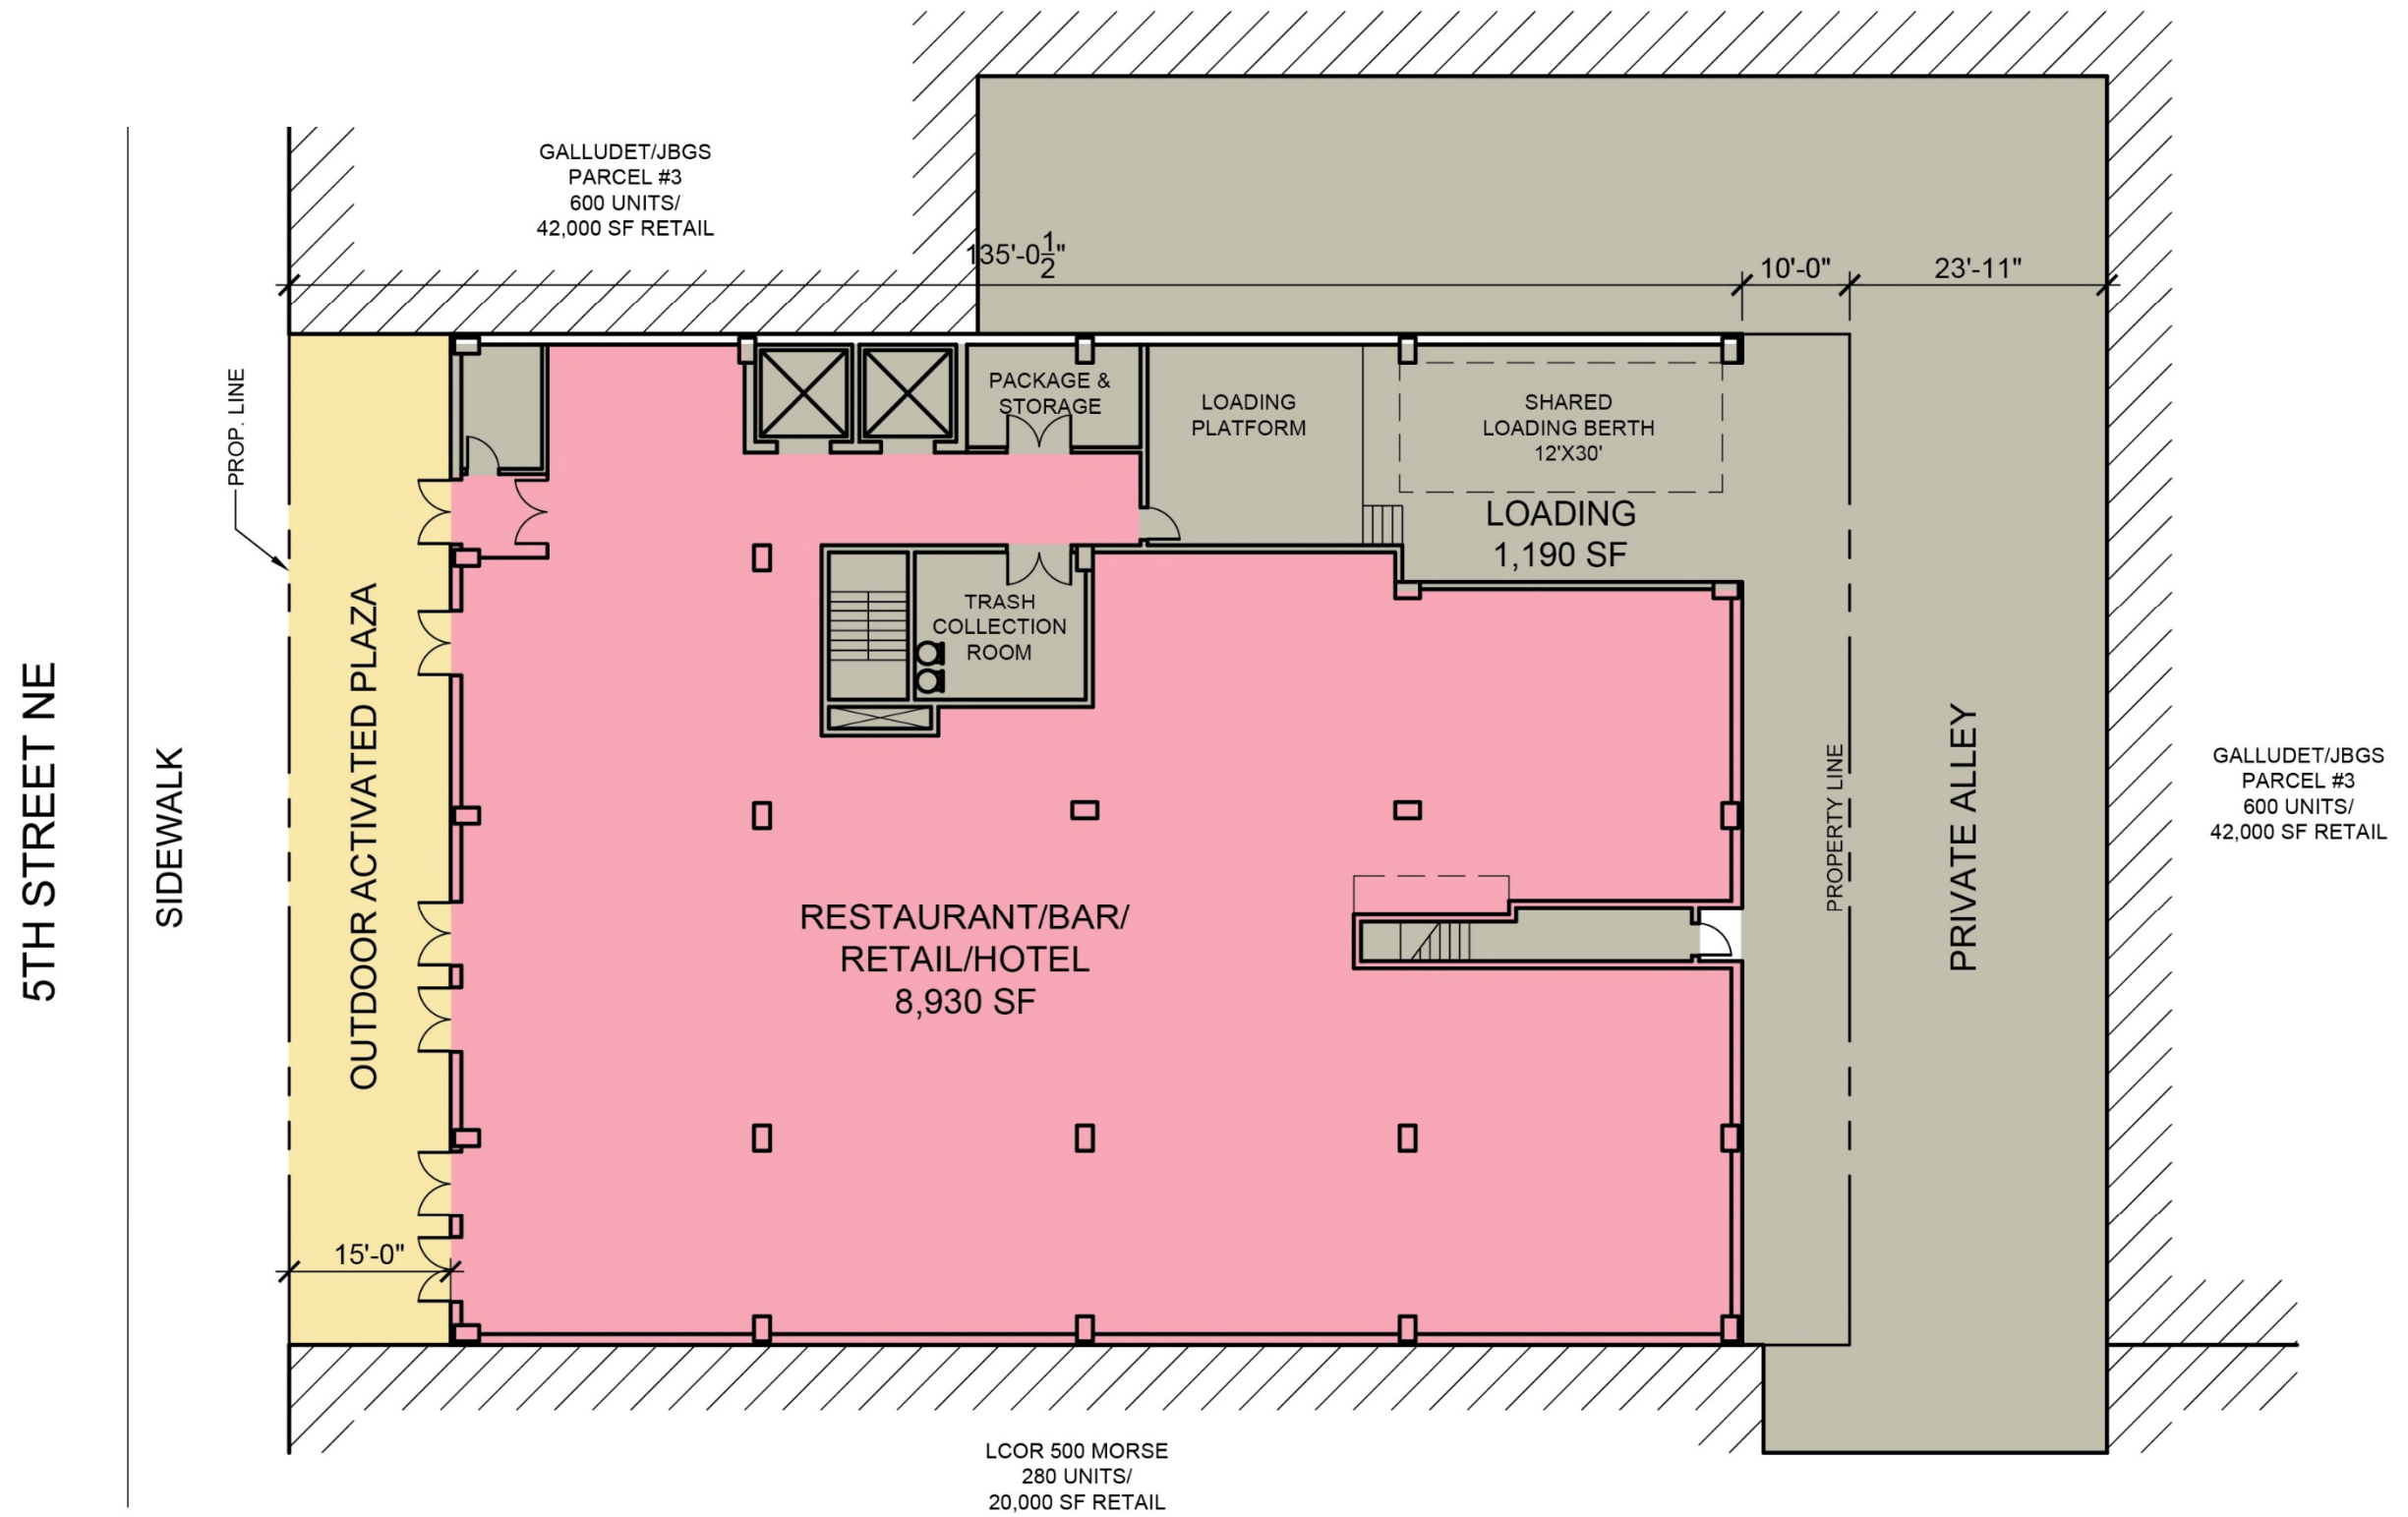 GALLUDET/JBGS
PARCEL #3
600 UNITS/
42,000 SF RETAIL
135'-0 1/2"
10'-0"
23'-11"
PROP. LINE
PACKAGE &
STORAGE
LOADING
PLATFORM
SHARED
LOADING BERTH
12'X30'
LOADING
1,190 SF
TRASH
COLLECTION
ROOM
5TH STREET NE
SIDEWALK
OUTDOOR ACTIVATED PLAZA
RESTAURANT/BAR/
RETAIL/HOTEL
8,930 SF
PROPERTY LINE
PRIVATE ALLEY
GALLUDET/JBGS
PARCEL #3
600 UNITS/
42,000 SF RETAIL
15'-0"
LCOR 500 MORSE
280 UNITS/
20,000 SF RETAIL